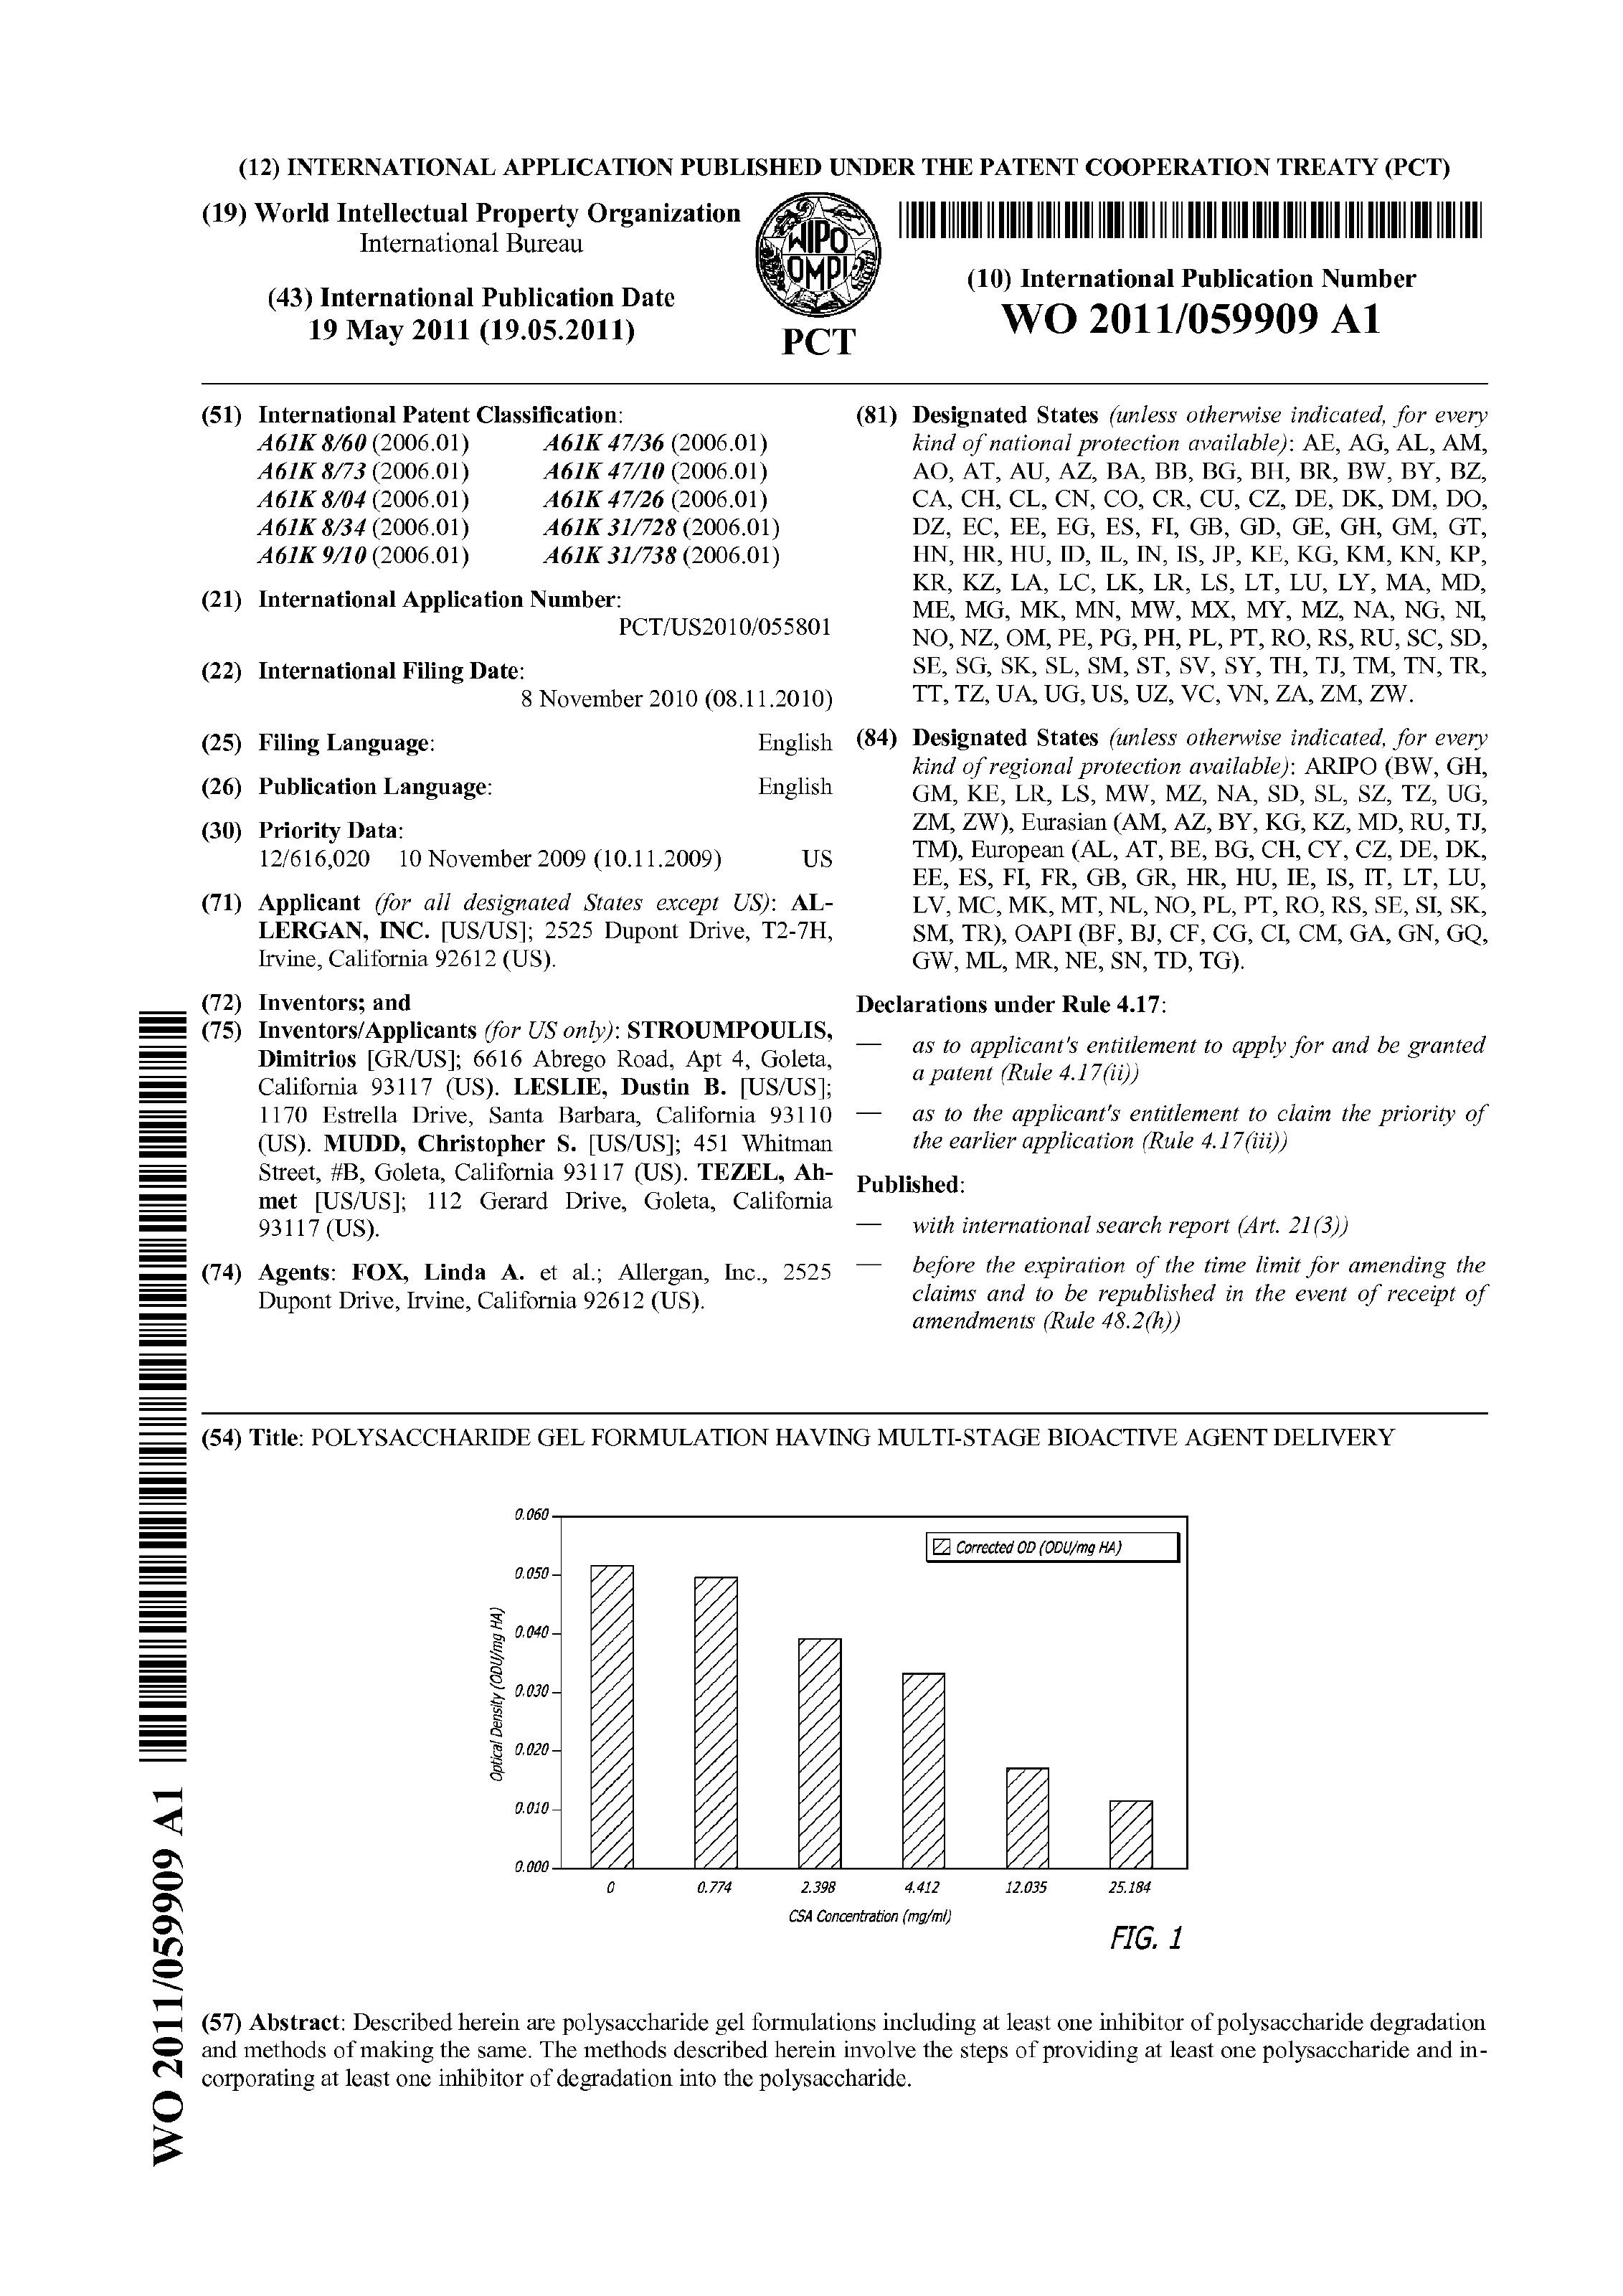 (12) INTERNATIONAL APPLICATION PUBLISHED UNDER THE PATENT COOPERATION TREATY (PCT)
(19) World Intellectual Property Organization
International Bureau
(43) International Publication Date
19 May 2011 (19.05.2011)
WIPO
OMPI
PCT
(10) International Publication Number
WO 2011/059909 A1
(51) International Patent Classification:
A61K 8/60 (2006.01) A61K 47/36 (2006.01)
A61K 8/73 (2006.01) A61K 47/10 (2006.01)
A61K 8/04 (2006.01) A61K 47/26 (2006.01)
A61K 8/34 (2006.01) A61K 31/728 (2006.01)
A61K 9/10 (2006.01) A61K 31/738 (2006.01)
(21) International Application Number:
PCT/US2010/055801
(22) International Filing Date:
8 November 2010 (08.11.2010)
(25) Filing Language: English
(26) Publication Language: English
(30) Priority Data:
12/616,020 10 November 2009 (10.11.2009) US
(71) Applicant (for all designated States except US): AL-
LERGAN, INC. [US/US]; 2525 Dupont Drive, T2-7H,
Irvine, California 92612 (US).
(72) Inventors; and
(75) Inventors/Applicants (for US only): STROUMPOULIS,
Dimitrios [GR/US]; 6616 Abrego Road, Apt 4, Goleta,
California 93117 (US). LESLIE, Dustin B. [US/US];
1170 Estrella Drive, Santa Barbara, California 93110
(US). MUDD, Christopher S. [US/US]; 451 Whitman
Street, #B, Goleta, California 93117 (US). TEZEL, Ah-
met [US/US]; 112 Gerard Drive, Goleta, California
93117 (US).
(74) Agents: FOX, Linda A. et al.; Allergan, Inc., 2525
Dupont Drive, Irvine, California 92612 (US).
(81) Designated States (unless otherwise indicated, for every
kind of national protection available): AE, AG, AL, AM,
AO, AT, AU, AZ, BA, BB, BG, BH, BR, BW, BY, BZ,
CA, CH, CL, CN, CO, CR, CU, CZ, DE, DK, DM, DO,
DZ, EC, EE, EG, ES, FI, GB, GD, GE, GH, GM, GT,
HN, HR, HU, ID, IL, IN, IS, JP, KE, KG, KM, KN, KP,
KR, KZ, LA, LC, LK, LR, LS, LT, LU, LY, MA, MD,
ME, MG, MK, MN, MW, MX, MY, MZ, NA, NG, NI,
NO, NZ, OM, PE, PG, PH, PL, PT, RO, RS, RU, SC, SD,
SE, SG, SK, SL, SM, ST, SV, SY, TH, TJ, TM, TN, TR,
TT, TZ, UA, UG, US, UZ, VC, VN, ZA, ZM, ZW.
(84) Designated States (unless otherwise indicated, for every
kind of regional protection available): ARIPO (BW, GH,
GM, KE, LR, LS, MW, MZ, NA, SD, SL, SZ, TZ, UG,
ZM, ZW), Eurasian (AM, AZ, BY, KG, KZ, MD, RU, TJ,
TM), European (AL, AT, BE, BG, CH, CY, CZ, DE, DK,
EE, ES, FI, FR, GB, GR, HR, HU, IE, IS, IT, LT, LU,
LV, MC, MK, MT, NL, NO, PL, PT, RO, RS, SE, SI, SK,
SM, TR), OAPI (BF, BJ, CF, CG, CI, CM, GA, GN, GQ,
GW, ML, MR, NE, SN, TD, TG).
Declarations under Rule 4.17:
— as to applicant's entitlement to apply for and be granted
a patent (Rule 4.17(ii))
— as to the applicant's entitlement to claim the priority of
the earlier application (Rule 4.17(iii))
Published:
— with international search report (Art. 21(3))
— before the expiration of the time limit for amending the
claims and to be republished in the event of receipt of
amendments (Rule 48.2(h))
(54) Title: POLYSACCHARIDE GEL FORMULATION HAVING MULTI-STAGE BIOACTIVE AGENT DELIVERY
Corrected OD (ODU/mg HA)
Optical Density (ODU/mg HA)
0.060
0.050
0.040
0.030
0.020
0.010
0.000
0 0.774 2.398 4.412 12.035 25.184
CSA Concentration (mg/ml)
FIG. 1
(57) Abstract: Described herein are polysaccharide gel formulations including at least one inhibitor of polysaccharide degradation
and methods of making the same. The methods described herein involve the steps of providing at least one polysaccharide and in-
corporating at least one inhibitor of degradation into the polysaccharide.
WO 2011/059909 A1